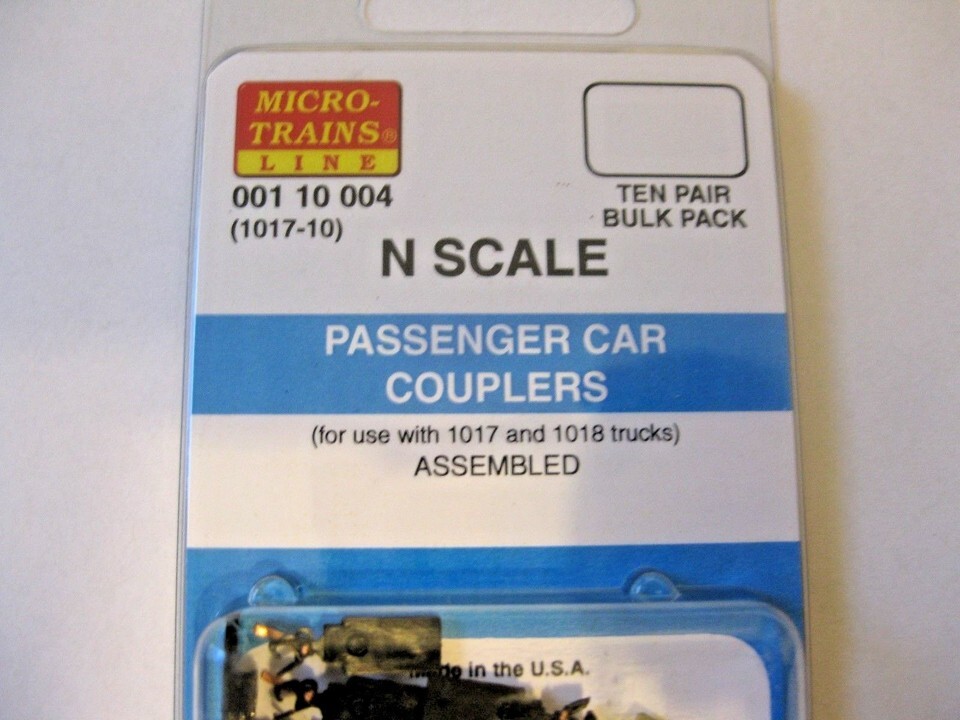 MICRO-
TRAINS®
LINE
001 10 004
(1017-10)
TEN PAIR
BULK PACK
N SCALE
PASSENGER CAR
COUPLERS
(for use with 1017 and 1018 trucks)
ASSEMBLED
Made in the U.S.A.